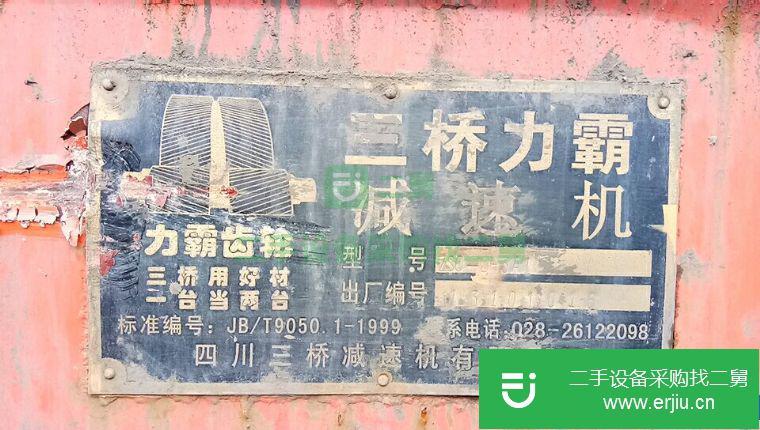 三桥力霸
减速机
力霸齿轮
三桥用好材
一台当两台
型号
出厂编号
标准编号: JB/T9050.1-1999 系电话:028-26122098
四川三桥减速机有
二手设备采购找二舅
www.erjiu.cn